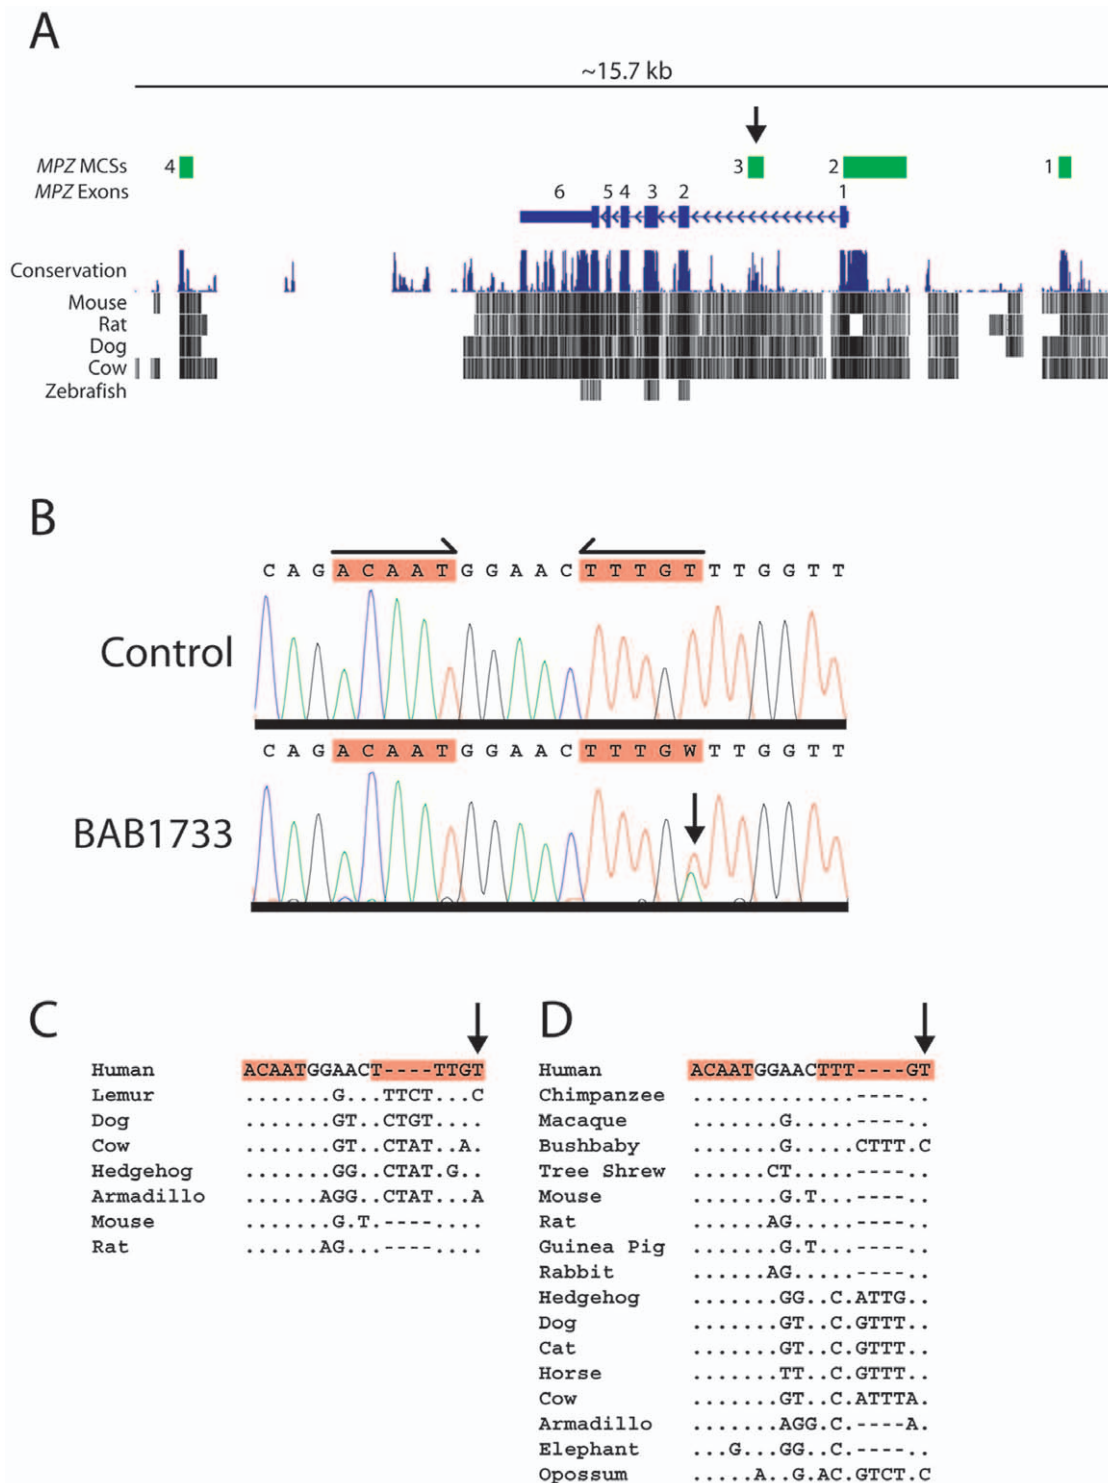 A
~15.7 kb
MPZ MCSs 4 3 2 1
MPZ Exons 6 5 4 3 2 1
Conservation
Mouse
Rat
Dog
Cow
Zebrafish
B
C A G A C A A T G G A A C T T T G T T T G G T T
Control
C A G A C A A T G G A A C T T T G W T T G G T T
BAB1733
C
Human ACAATGGAACT----TTGT
Lemur .......G...TTCT...C
Dog .......GT..CTGT....
Cow .......GT..CTAT..A.
Hedgehog .......GG..CTAT.G..
Armadillo ......AGG..CTAT...A
Mouse .......G.T.----....
Rat ......AG...----....
D
Human ACAATGGAACTTT----GT
Chimpanzee .............----..
Macaque .......G.....----..
Bushbaby .......G.....CTTT.C
Tree Shrew ......CT.....----..
Mouse .......G.T...----..
Rat ......AG.....----..
Guinea Pig .......G.T...----..
Rabbit ......AG.....----..
Hedgehog .......GG..C.ATTG..
Dog .......GT..C.GTTT..
Cat .......GT..C.GTTT..
Horse .......TT..C.GTTT..
Cow .......GT..C.ATTTA.
Armadillo .......AGG.C.----A.
Elephant ...G...GG..C.----..
Opossum .....A..G.AC.GTCT.C